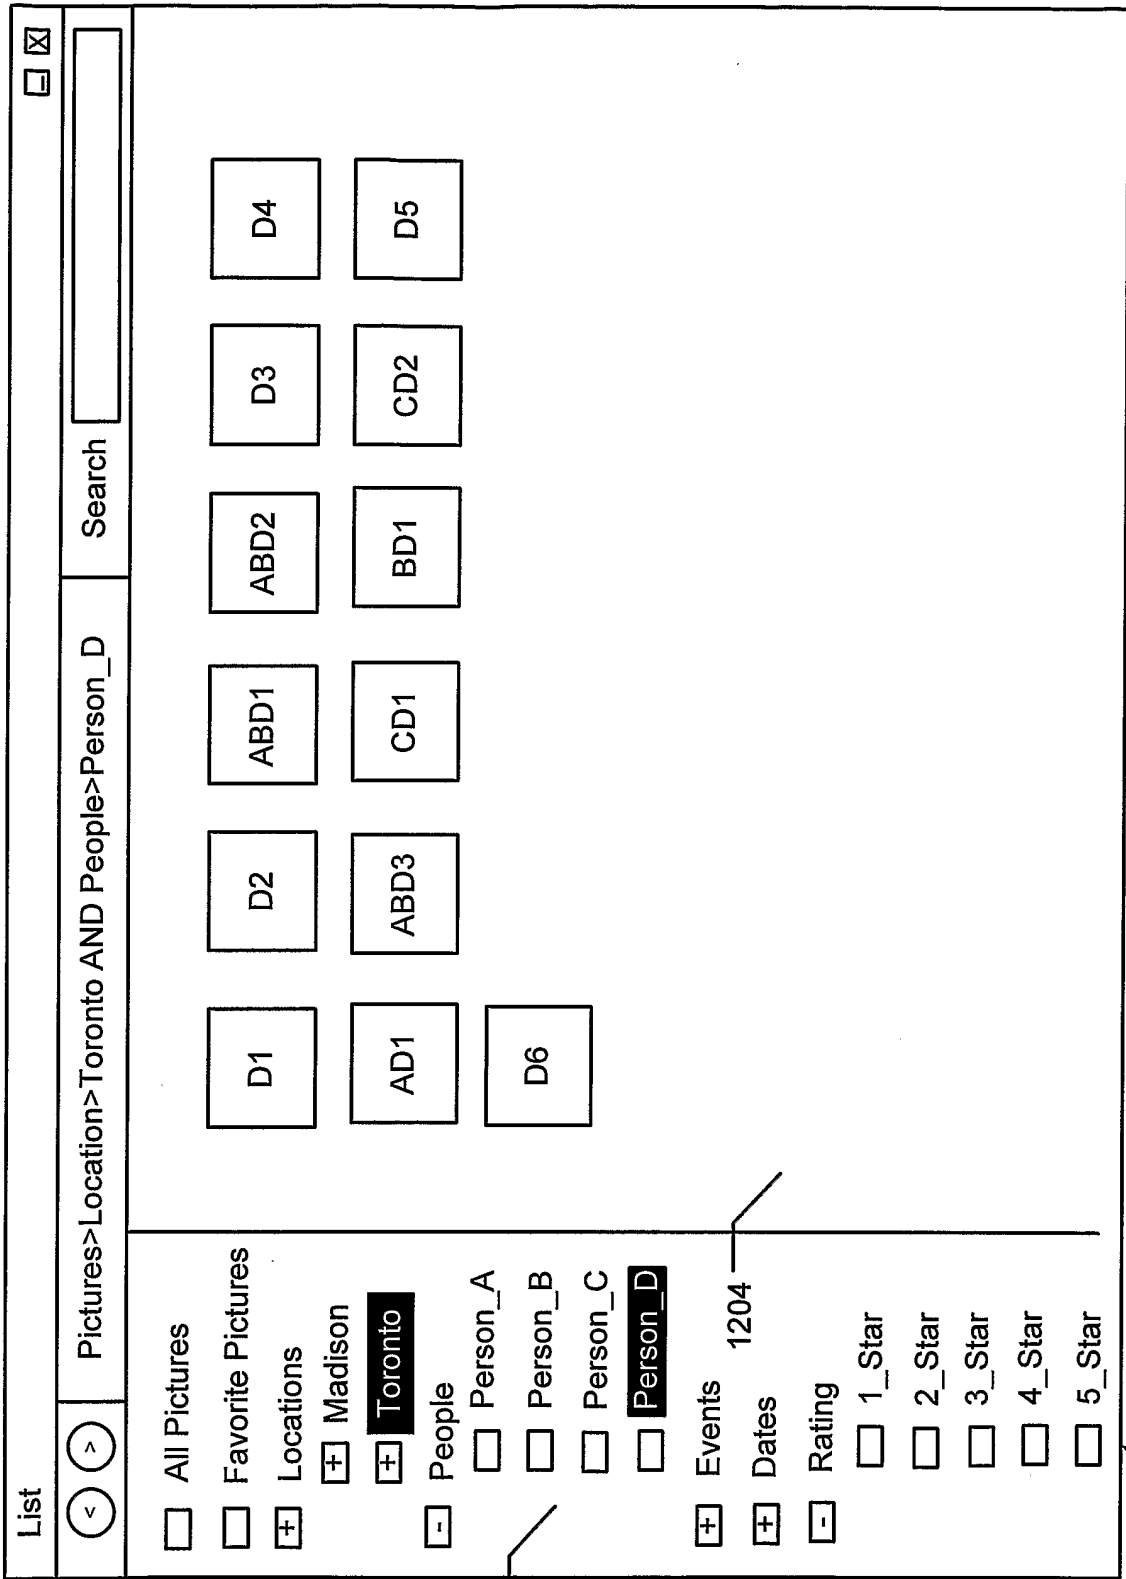 List
_ X
< >
Pictures>Location>Toronto AND People>Person_D
Search
All Pictures
Favorite Pictures
+ Locations
+ Madison
+ Toronto
- People
Person_A
Person_B
Person_C
Person_D
+ Events
+ Dates
- Rating
1_Star
2_Star
3_Star
4_Star
5_Star
1204
D1 D2 ABD1 ABD2 D3 D4
AD1 ABD3 CD1 BD1 CD2 D5
D6